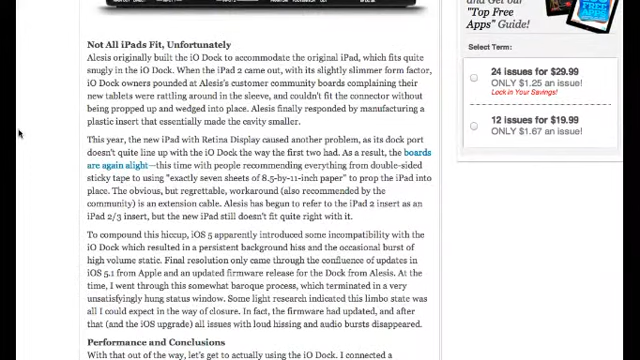 and Get our
"Top Free
Apps" Guide!
Select Term:
24 issues for $29.99
ONLY $1.25 an issue!
Lock in Your Savings!
12 issues for $19.99
ONLY $1.67 an issue!
Not All iPads Fit, Unfortunately
Alesis originally built the iO Dock to accommodate the original iPad, which fits quite
snugly in the iO Dock. When the iPad 2 came out, with its slightly slimmer form factor,
iO Dock owners pounded at Alesis's customer community boards complaining their
new tablets were rattling around in the sleeve, and couldn't fit the connector without
being propped up and wedged into place. Alesis finally responded by manufacturing a
plastic insert that essentially made the cavity smaller.
This year, the new iPad with Retina Display caused another problem, as its dock port
doesn't quite line up with the iO Dock the way the first two had. As a result, the boards
are again alight—this time with people recommending everything from double-sided
sticky tape to using "exactly seven sheets of 8.5-by-11-inch paper" to prop the iPad into
place. The obvious, but regrettable, workaround (also recommended by the
community) is an extension cable. Alesis has begun to refer to the iPad 2 insert as an
iPad 2/3 insert, but the new iPad still doesn't fit quite right with it.
To compound this hiccup, iOS 5 apparently introduced some incompatibility with the
iO Dock which resulted in a persistent background hiss and the occasional burst of
high volume static. Final resolution only came through the confluence of updates in
iOS 5.1 from Apple and an updated firmware release for the Dock from Alesis. At the
time, I went through this somewhat baroque process, which terminated in a very
unsatisfyingly hung status window. Some light research indicated this limbo state was
all I could expect in the way of closure. In fact, the firmware had updated, and after
that (and the iOS upgrade) all issues with loud hissing and audio bursts disappeared.
Performance and Conclusions
With that out of the way, let's get to actually using the iO Dock. I connected a